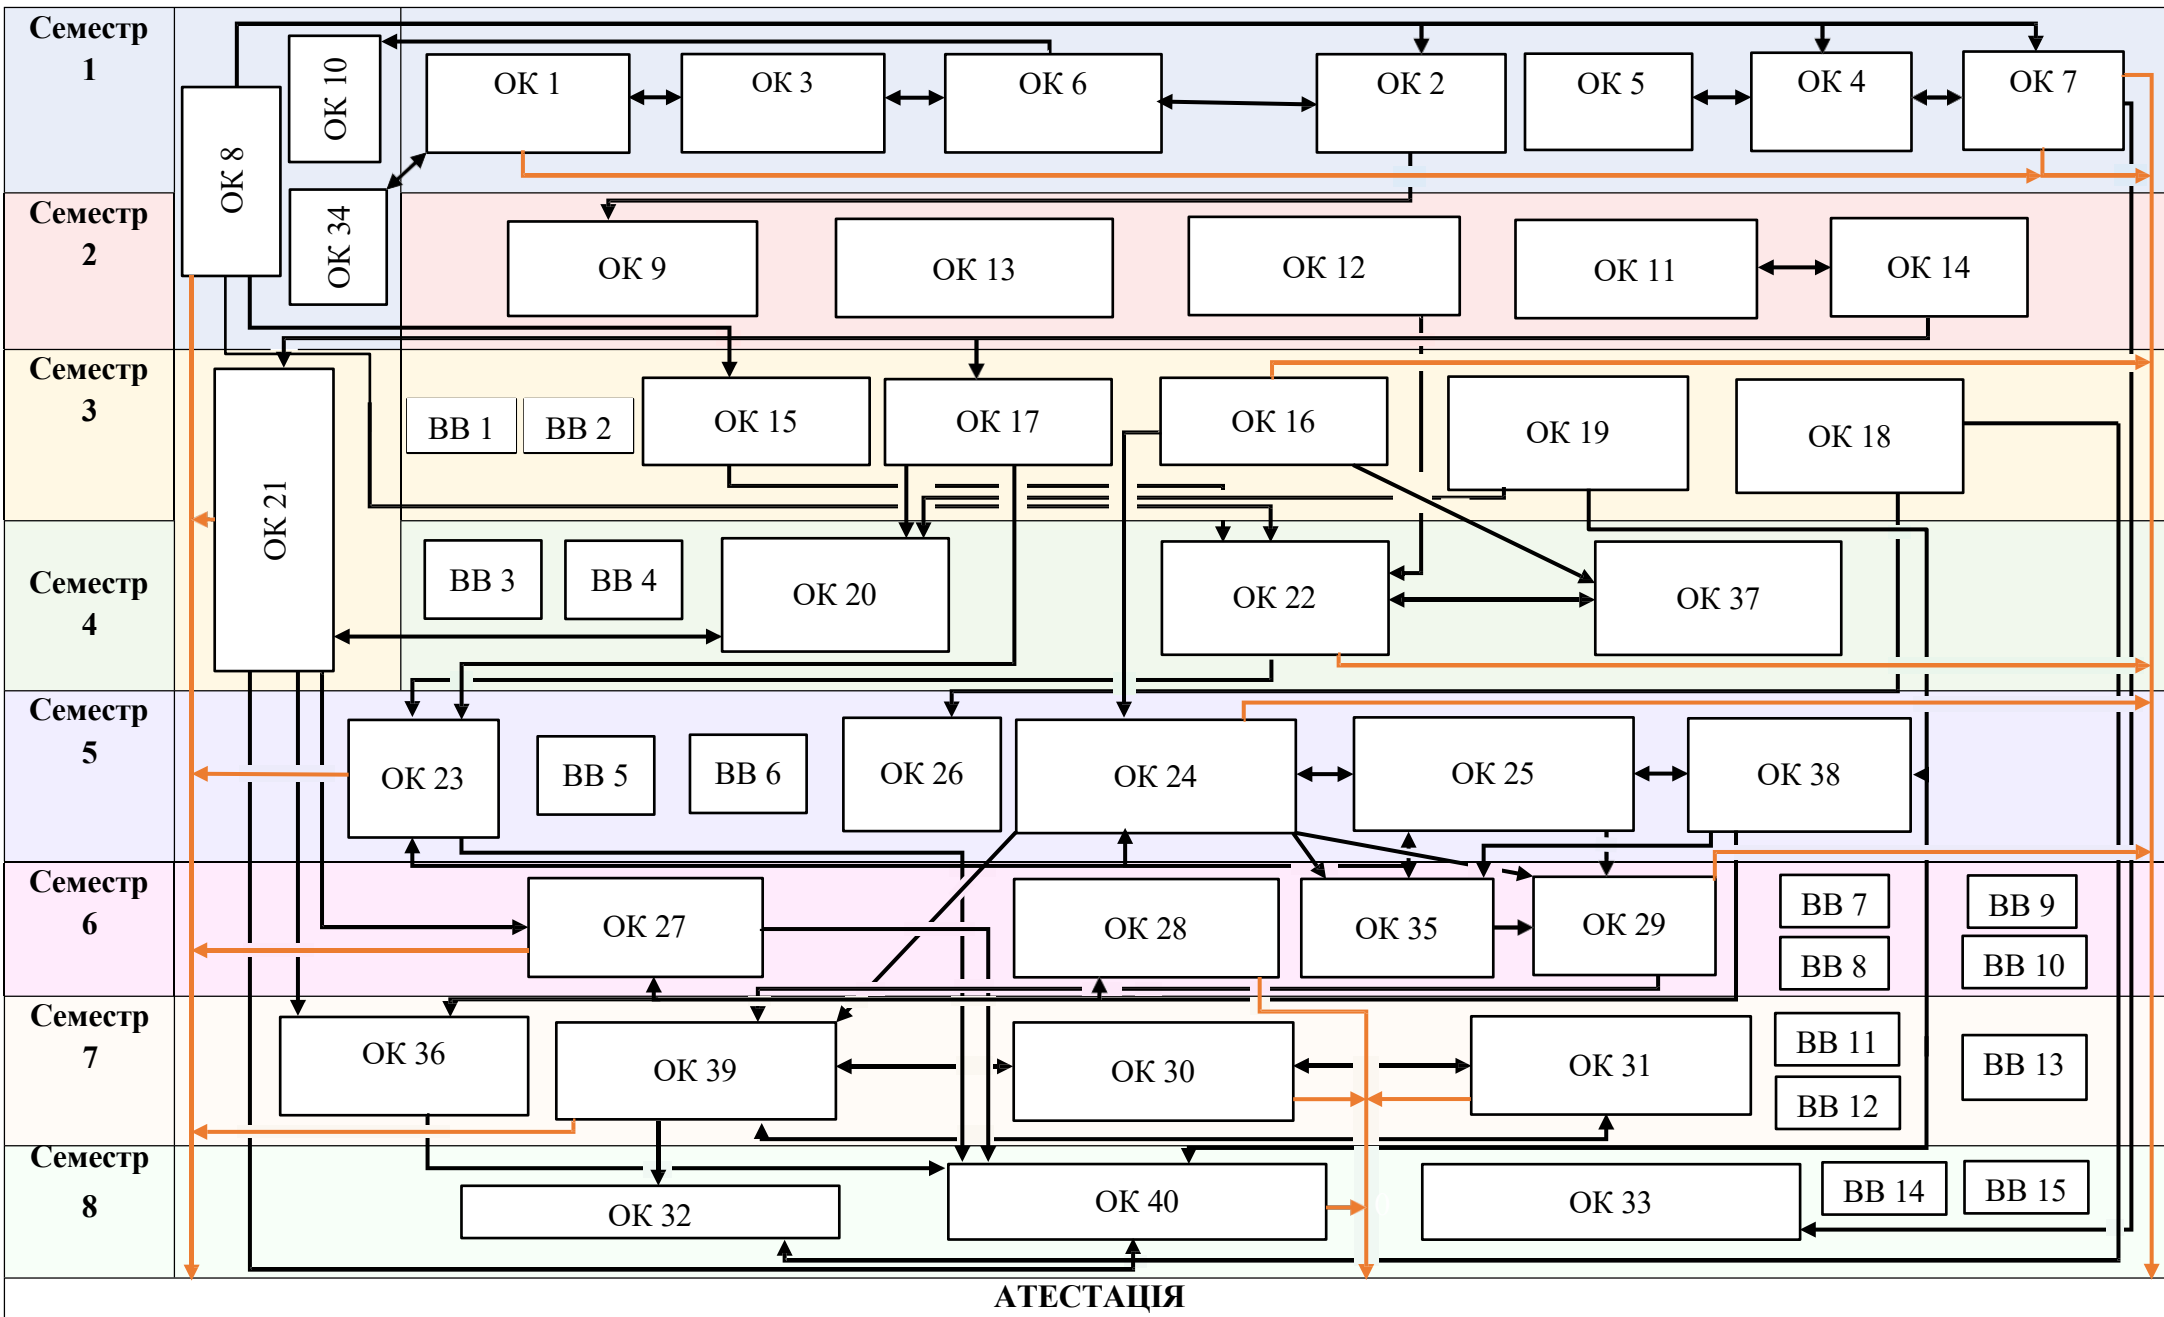 Семестр
1
ОК 8
ОК 10
ОК 34
ОК 1
ОК 3
ОК 6
ОК 2
ОК 5
ОК 4
ОК 7
Семестр
2
ОК 9
ОК 13
ОК 12
ОК 11
ОК 14
Семестр
3
ОК 21
ВВ 1
ВВ 2
ОК 15
ОК 17
ОК 16
ОК 19
ОК 18
Семестр
4
ВВ 3
ВВ 4
ОК 20
ОК 22
ОК 37
Семестр
5
ОК 23
ВВ 5
ВВ 6
ОК 26
ОК 24
ОК 25
ОК 38
Семестр
6
ОК 27
ОК 28
ОК 35
ОК 29
ВВ 7
ВВ 9
ВВ 8
ВВ 10
Семестр
7
ОК 36
ОК 39
ОК 30
ОК 31
ВВ 11
ВВ 13
ВВ 12
Семестр
8
ОК 32
ОК 40
ОК 33
ВВ 14
ВВ 15
АТЕСТАЦІЯ